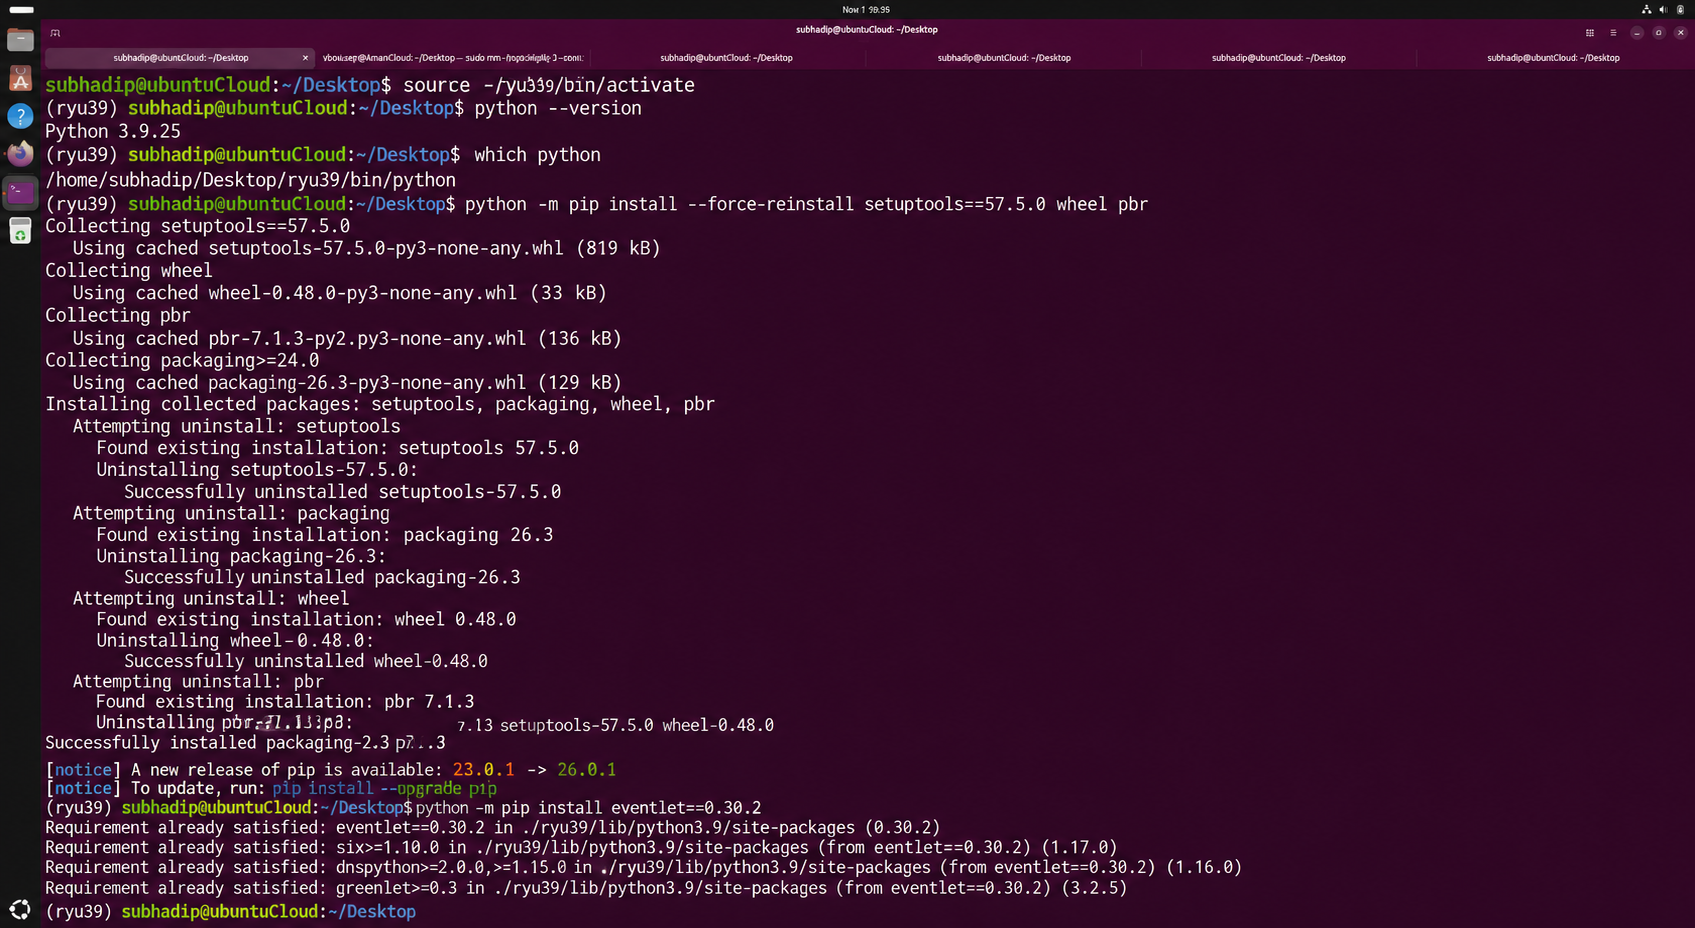 subhadip@ubuntuCloud: ~/Desktop
subhadip@ubuntuCloud: ~/Desktop × ~/Desktop — sudo subhadip@ubuntuCloud: ~/Desktop subhadip@ubuntuCloud: ~/Desktop subhadip@ubuntuCloud: ~/Desktop subhadip@ubuntuCloud: ~/Desktop
subhadip@ubuntuCloud:~/Desktop$ source /bin/activate
(ryu39) subhadip@ubuntuCloud:~/Desktop$ python --version
Python 3.9.25
(ryu39) subhadip@ubuntuCloud:~/Desktop$ which python
/home/subhadip/Desktop/ryu39/bin/python
(ryu39) subhadip@ubuntuCloud:~/Desktop$ python -m pip install --force-reinstall setuptools==57.5.0 wheel pbr
Collecting setuptools==57.5.0
Using cached setuptools-57.5.0-py3-none-any.whl (819 kB)
Collecting wheel
Using cached wheel-0.48.0-py3-none-any.whl (33 kB)
Collecting pbr
Using cached pbr-7.1.3-py2.py3-none-any.whl (136 kB)
Collecting packaging>=24.0
Using cached packaging-26.3-py3-none-any.whl (129 kB)
Installing collected packages: setuptools, packaging, wheel, pbr
Attempting uninstall: setuptools
Found existing installation: setuptools 57.5.0
Uninstalling setuptools-57.5.0:
Successfully uninstalled setuptools-57.5.0
Attempting uninstall: packaging
Found existing installation: packaging 26.3
Uninstalling packaging-26.3:
Successfully uninstalled packaging-26.3
Attempting uninstall: wheel
Found existing installation: wheel 0.48.0
Uninstalling wheel-0.48.0:
Successfully uninstalled wheel-0.48.0
Attempting uninstall: pbr
Found existing installation: pbr 7.1.3
Uninstalling 7.13 setuptools-57.5.0 wheel-0.48.0
Successfully installed packaging-2.3
[notice] A new release of pip is available: 23.0.1 -> 26.0.1
[notice] To update, run: pip install --upgrade pip
(ryu39) subhadip@ubuntuCloud:~/Desktop$ python -m pip install eventlet==0.30.2
Requirement already satisfied: eventlet==0.30.2 in ./ryu39/lib/python3.9/site-packages (0.30.2)
Requirement already satisfied: six>=1.10.0 in ./ryu39/lib/python3.9/site-packages (from eentlet==0.30.2) (1.17.0)
Requirement already satisfied: dnspython>=2.0.0,>=1.15.0 in ./ryu39/lib/python3.9/site-packages (from eventlet==0.30.2) (1.16.0)
Requirement already satisfied: greenlet>=0.3 in ./ryu39/lib/python3.9/site-packages (from eventlet==0.30.2) (3.2.5)
(ryu39) subhadip@ubuntuCloud:~/Desktop